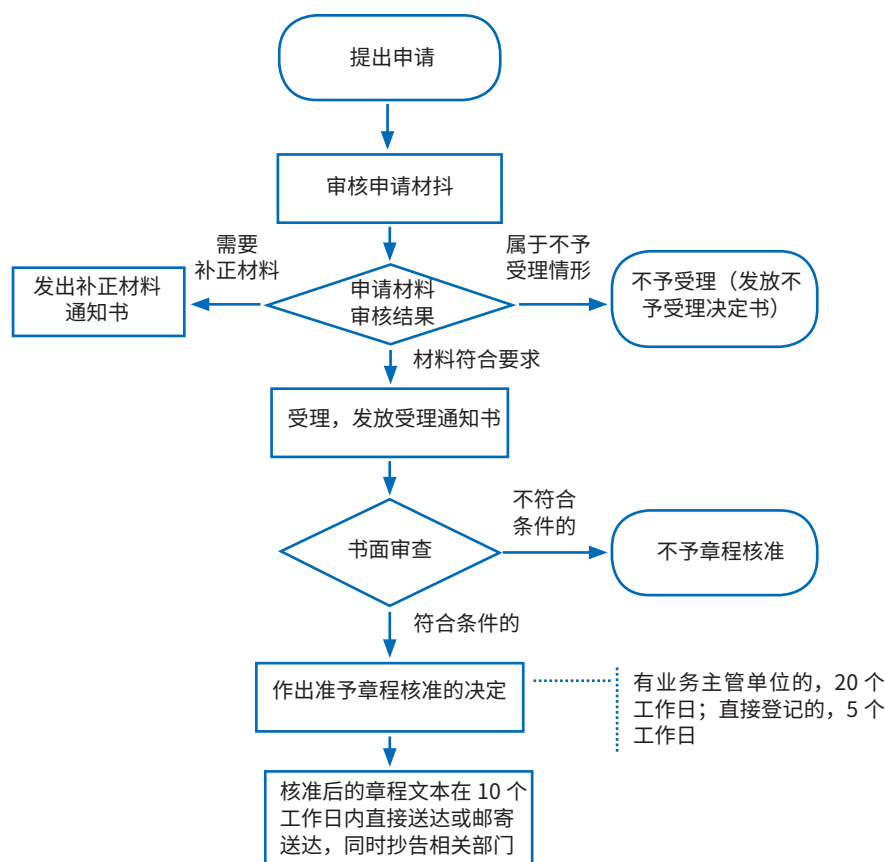 提出申请
审核申请材抖
需要
补正材料
属于不予
受理情形
发出补正材料
通知书
申请材料
审核结果
不予受理（发放不
予受理决定书）
材料符合要求
受理，发放受理通知书
不符合
条件的
书面审查
不予章程核准
符合条件的
作出准予章程核准的决定
有业务主管单位的，20 个
工作日；直接登记的，5 个
工作日
核准后的章程文本在 10 个
工作日内直接送达或邮寄
送达，同时抄告相关部门